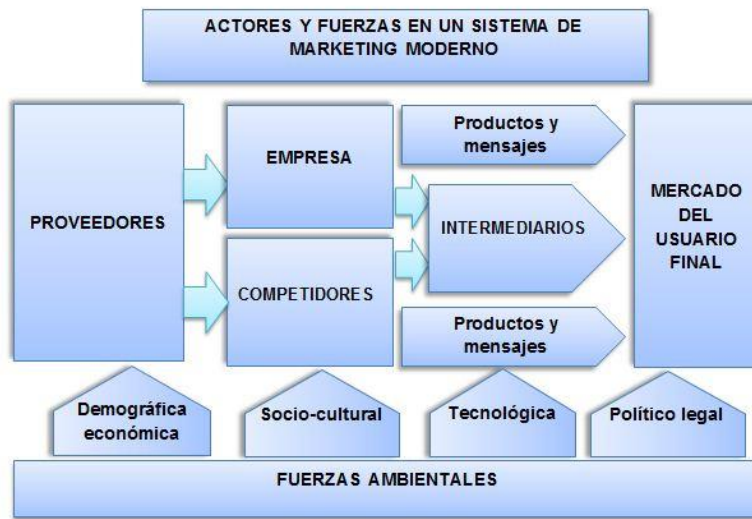 ACTORES Y FUERZAS EN UN SISTEMA DE
MARKETING MODERNO
PROVEEDORES
EMPRESA
COMPETIDORES
Productos y
mensajes
INTERMEDIARIOS
Productos y
mensajes
MERCADO
DEL
USUARIO
FINAL
Demográfica
económica
Socio-cultural
Tecnológica
Político legal
FUERZAS AMBIENTALES